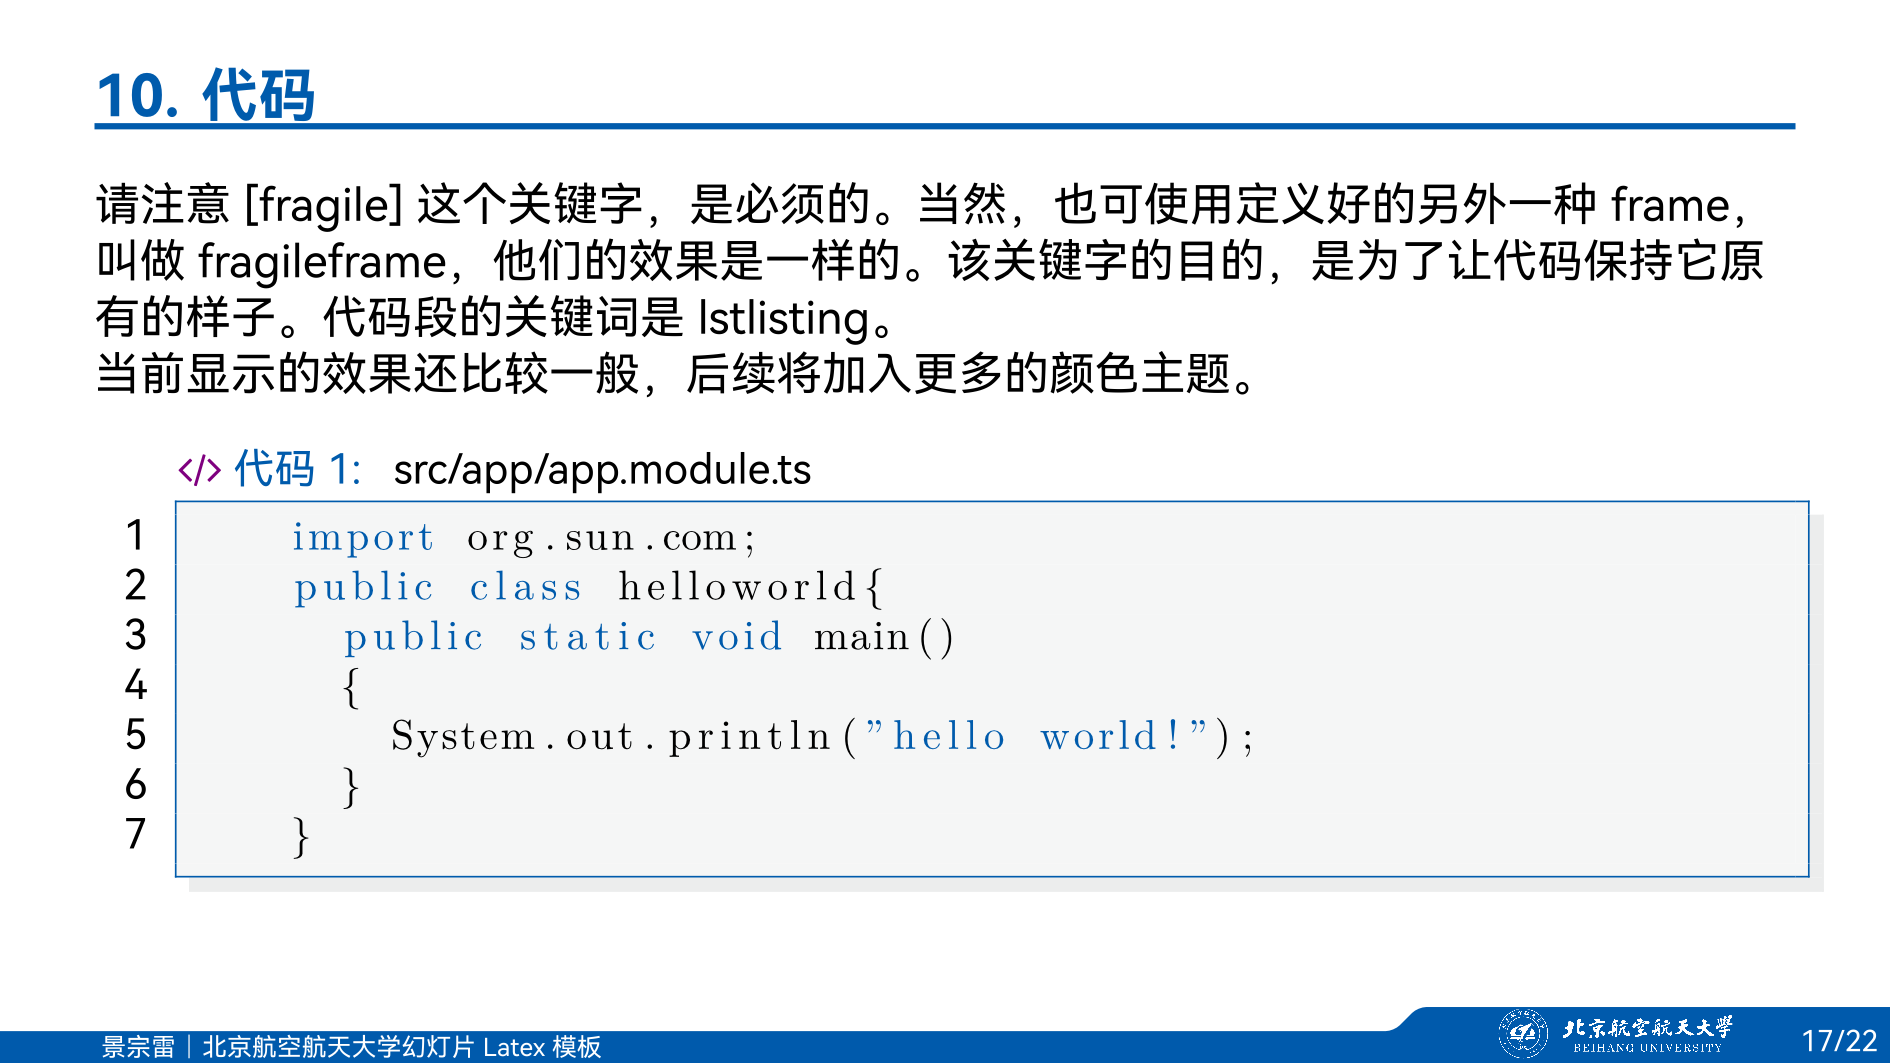 10. 代码
请注意 [fragile] 这个关键字，是必须的。当然，也可使用定义好的另外一种 frame，
叫做 fragileframe，他们的效果是一样的。该关键字的目的，是为了让代码保持它原
有的样子。代码段的关键词是 lstlisting。
当前显示的效果还比较一般，后续将加入更多的颜色主题。
</> 代码 1: src/app/app.module.ts
1 import org.sun.com;
2 public class helloworld{
3 public static void main()
4 {
5 System.out.println(”hello world!”);
6 }
7 }
景宗雷｜北京航空航天大学幻灯片 Latex 模板
北京航空航天大学
BEIHANG UNIVERSITY
17/22